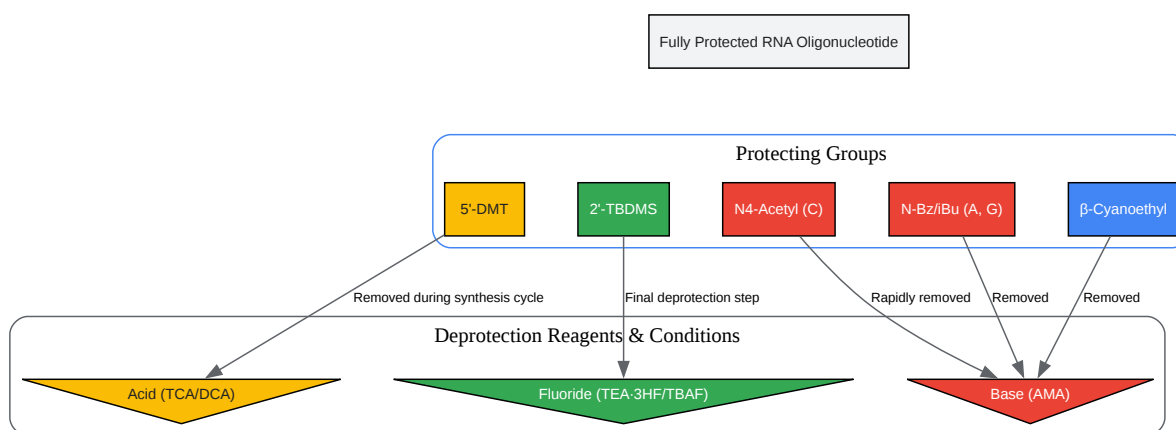 Fully Protected RNA Oligonucleotide
Protecting Groups
5'-DMT
2'-TBDMS
N4-Acetyl (C)
N-Bz/iBu (A, G)
β-Cyanoethyl
Removed during synthesis cycle
Final deprotection step
Rapidly removed
Removed
Removed
Deprotection Reagents & Conditions
Acid (TCA/DCA)
Fluoride (TEA·3HF/TBAF)
Base (AMA)